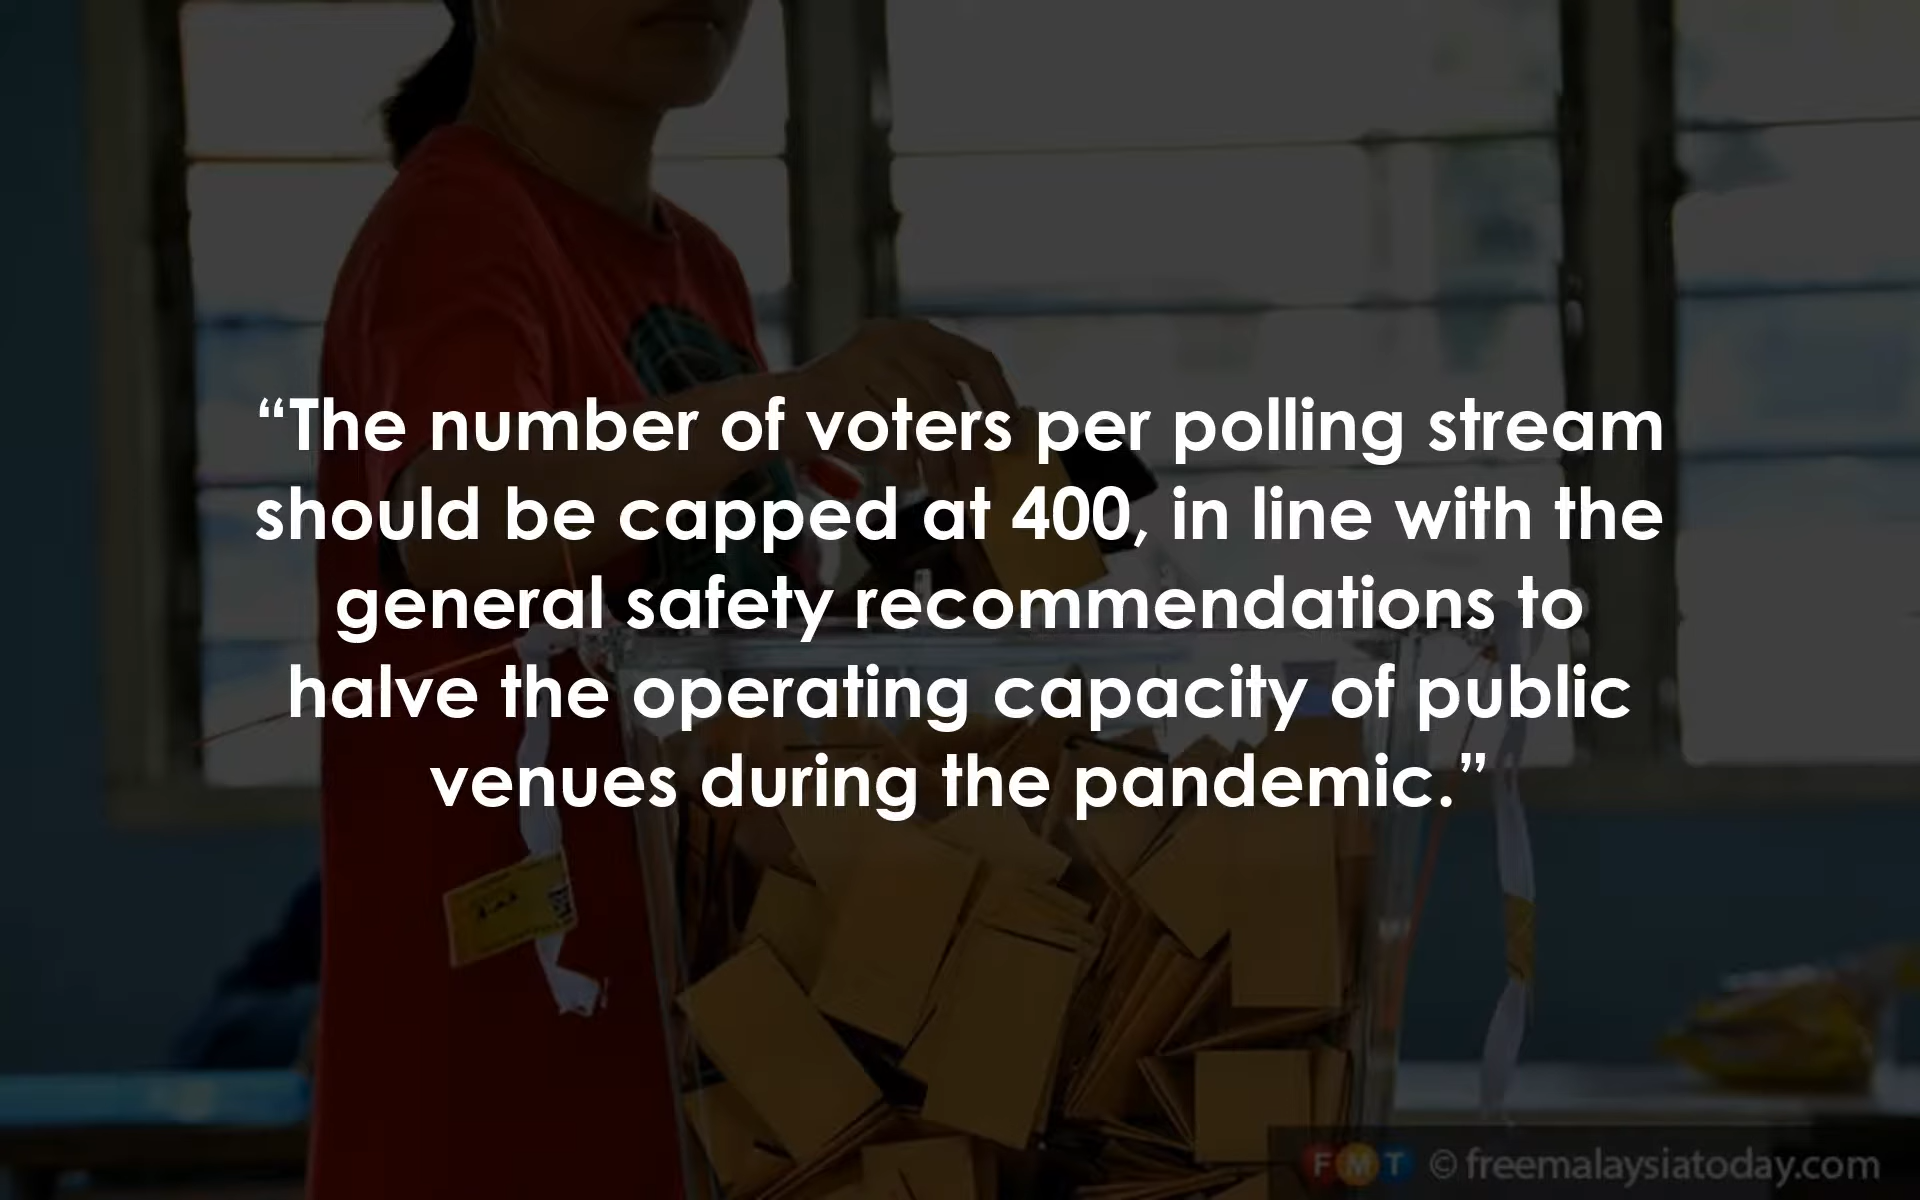 “The number of voters per polling stream
should be capped at 400, in line with the
general safety recommendations to
halve the operating capacity of public
venues during the pandemic.”
FMT © freemalaysiatoday.com